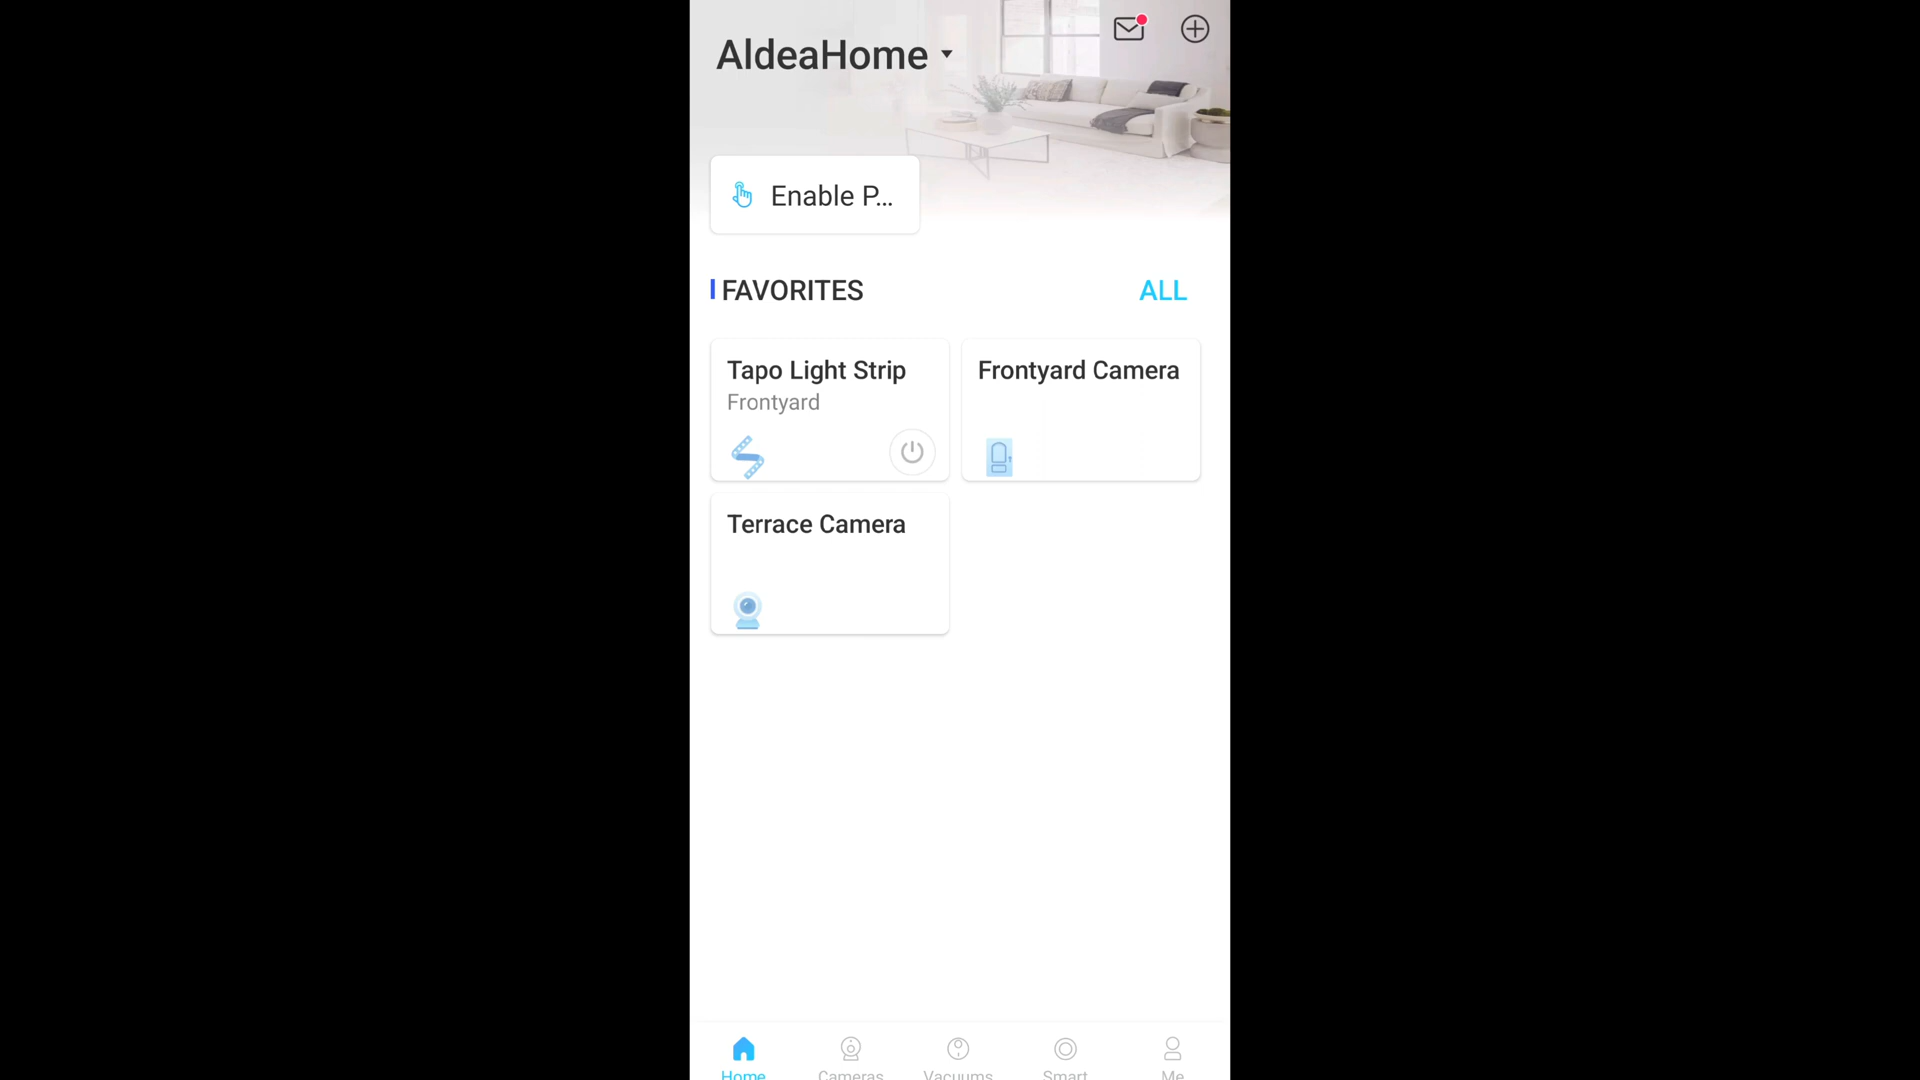 AldeaHome
Enable P...
FAVORITES
ALL
Tapo Light Strip
Frontyard
Frontyard Camera
Terrace Camera
Home
Cameras
Vacuums
Smart
Me